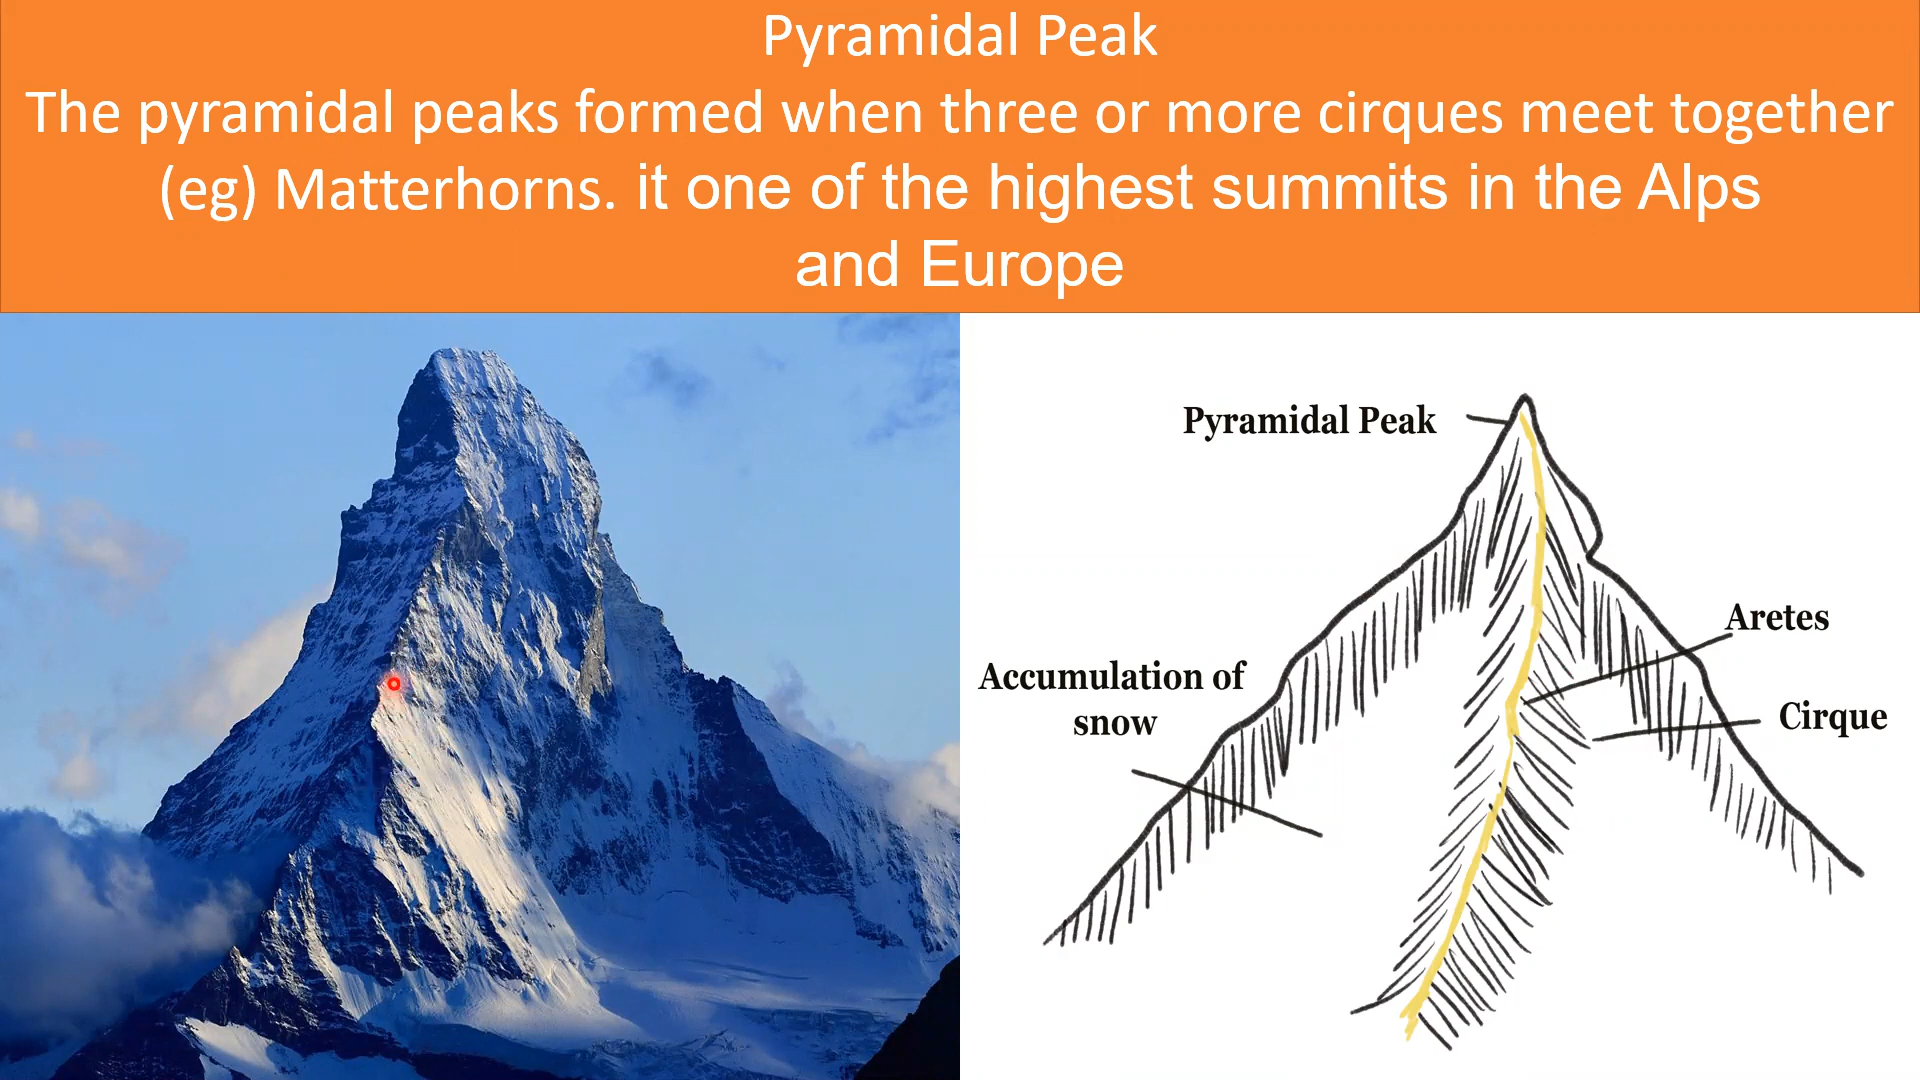 Pyramidal Peak
The pyramidal peaks formed when three or more cirques meet together
(eg) Matterhorns. it one of the highest summits in the Alps
and Europe
Pyramidal Peak
Aretes
Accumulation of
snow
Cirque